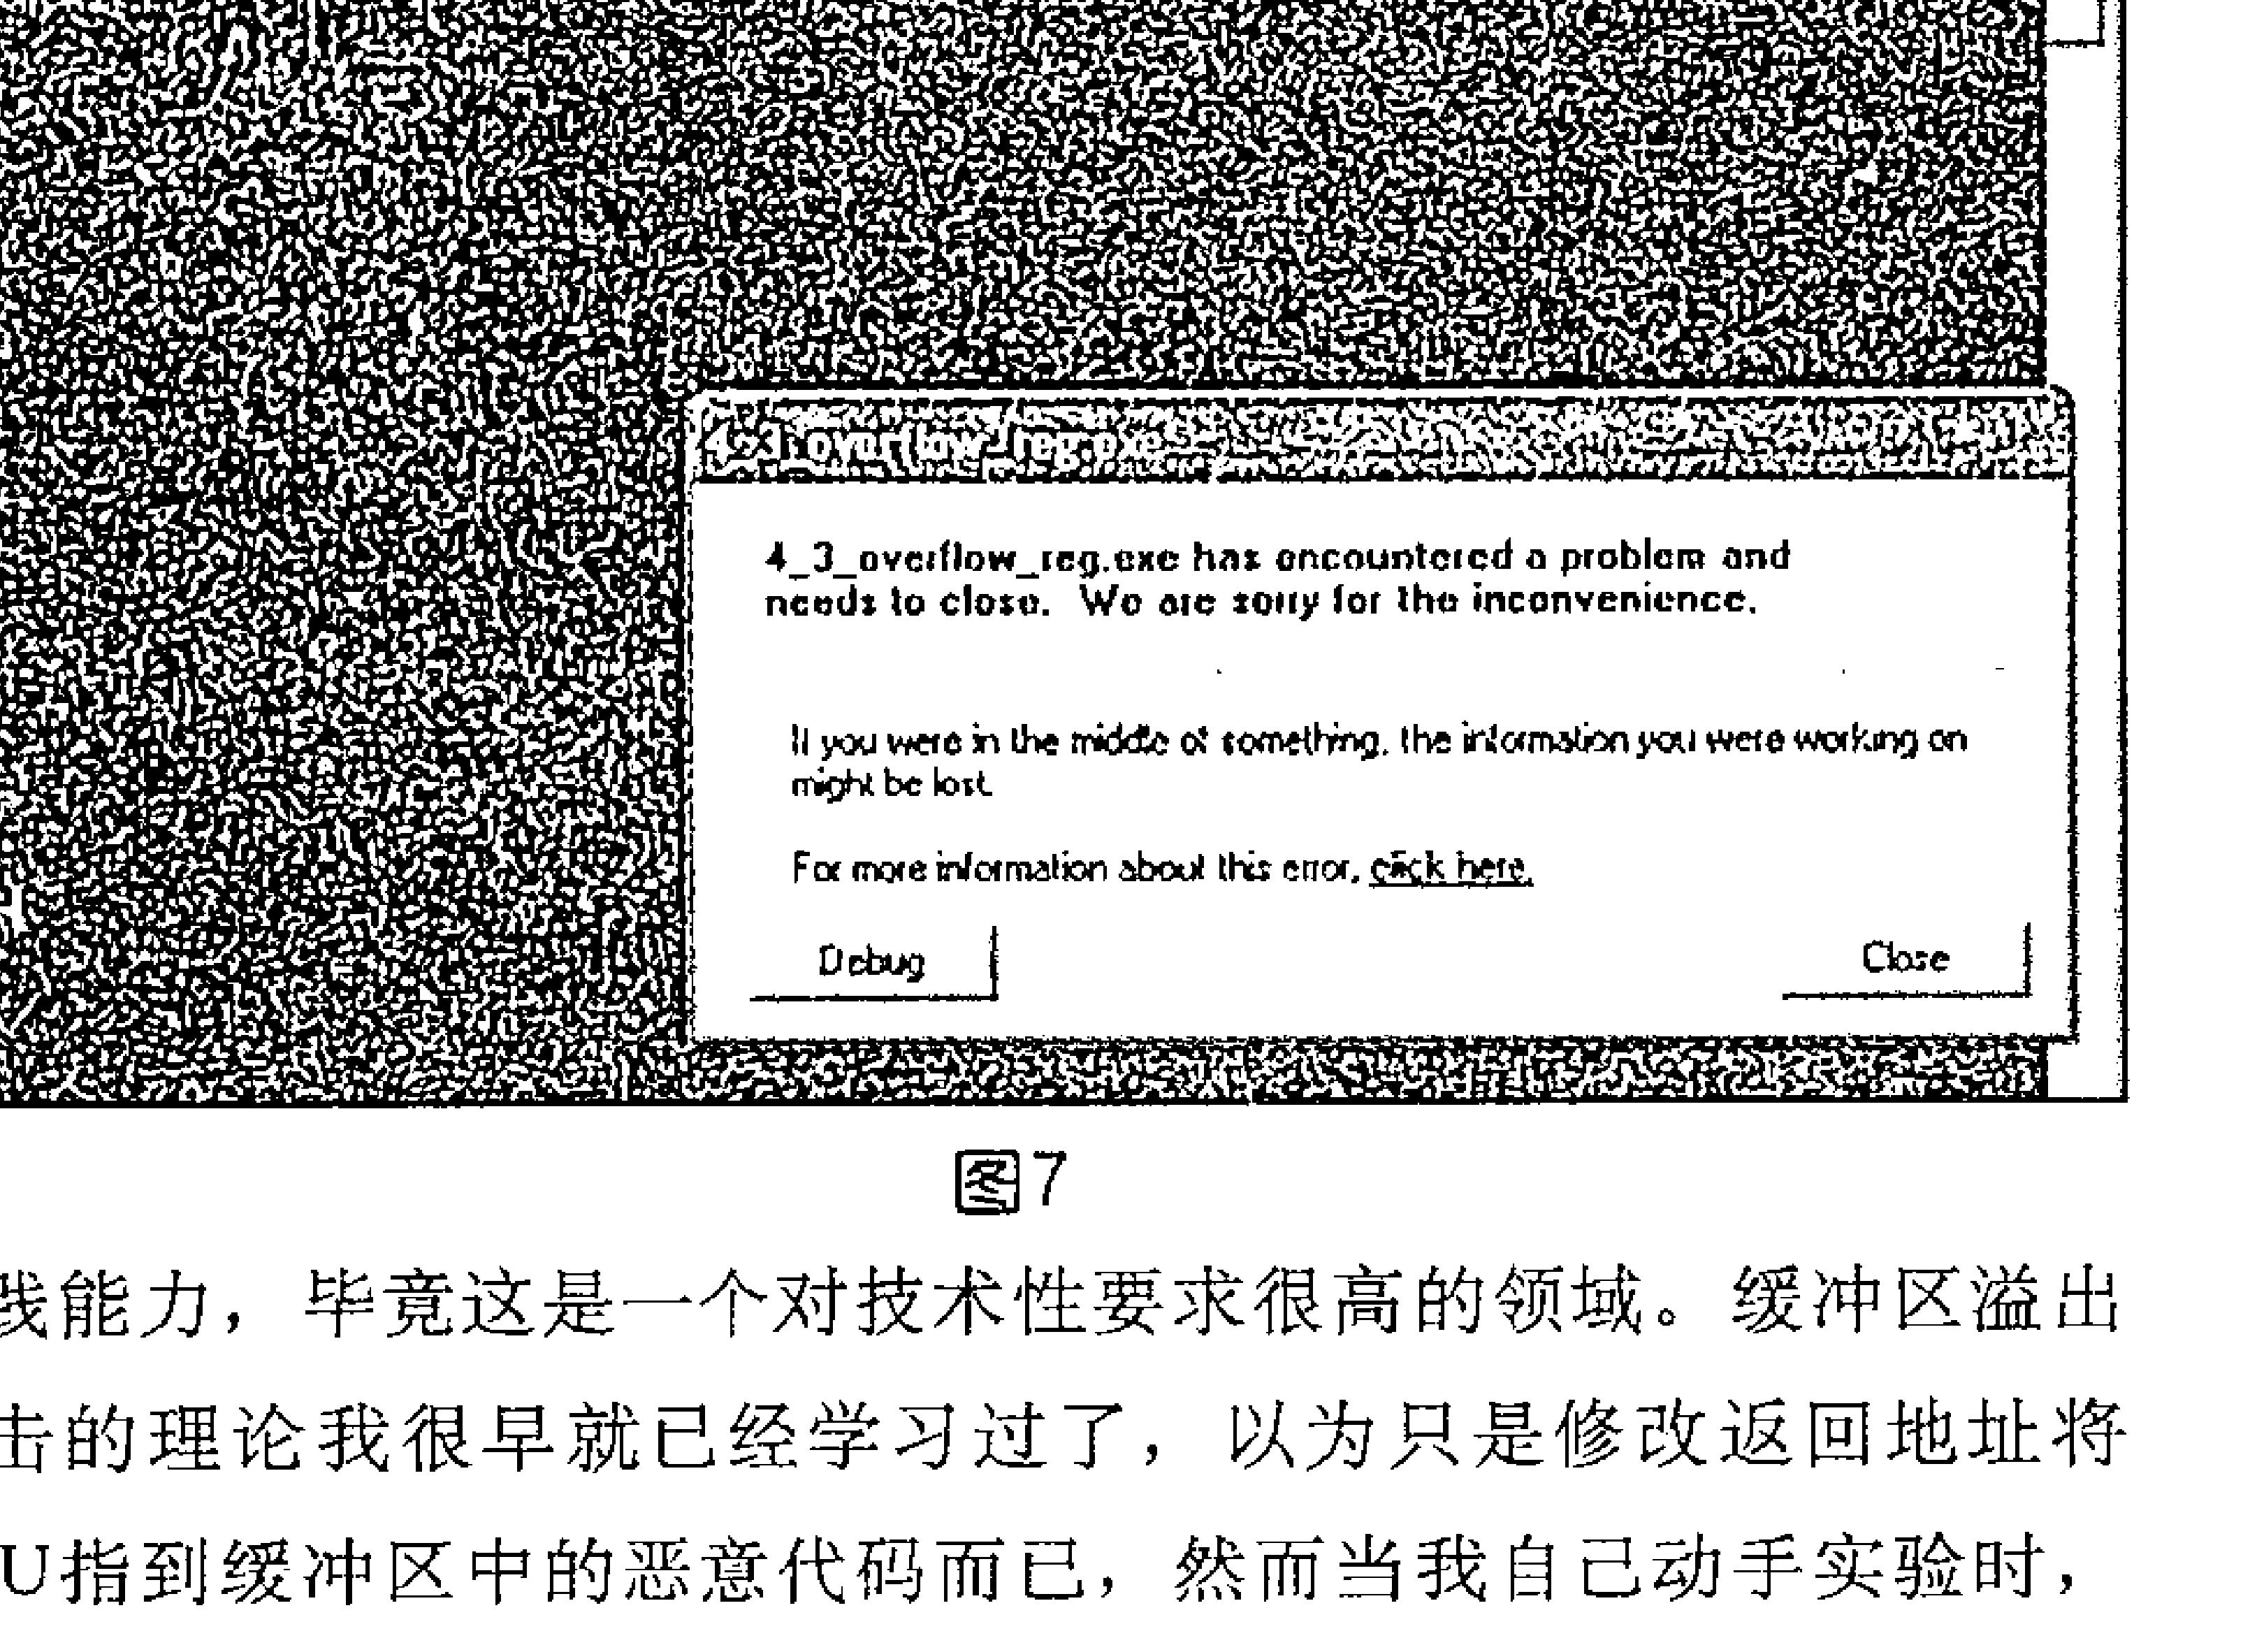 4_3_overflow_reg.exe
4_3_overflow_reg.exe has encountered a problem and
needs to close. We are sorry for the inconvenience.
If you were in the middle of something, the information you were working on
might be lost.
For more information about this error, click here.
Debug
Close
图7
践能力，毕竟这是一个对技术性要求很高的领域。缓冲区溢出
击的理论我很早就已经学习过了，以为只是修改返回地址将
U指到缓冲区中的恶意代码而已，然而当我自己动手实验时，